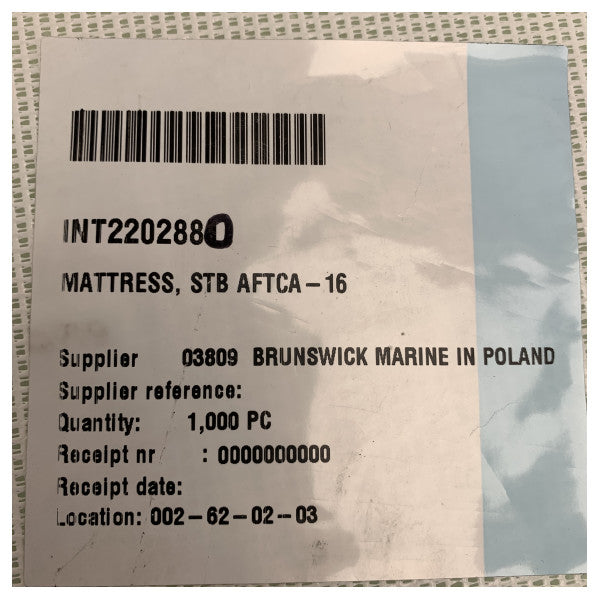 INT2202880
MATTRESS, STB AFTCA-16
Supplier 03809 BRUNSWICK MARINE IN POLAND
Supplier reference:
Quantity: 1,000 PC
Receipt nr : 0000000000
Receipt date:
Location: 002-62-02-03